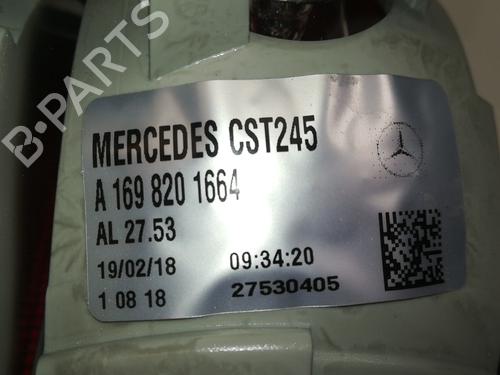 B-PARTS
MERCEDES CST245
A 169 820 1664
AL 27.53
19/02/18 09:34:20
1 08 18 27530405